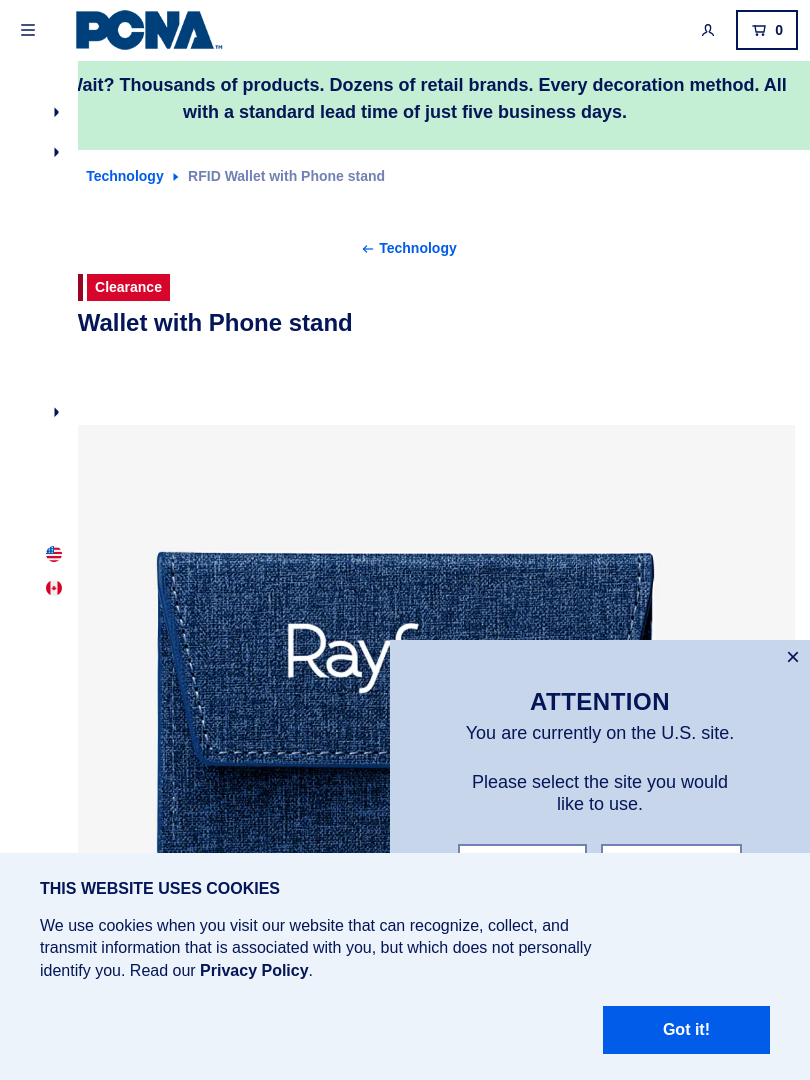 PCNA™
0
Wait? Thousands of products. Dozens of retail brands. Every decoration method. All
with a standard lead time of just five business days.
Technology RFID Wallet with Phone stand
Technology
Clearance
Wallet with Phone stand
ATTENTION
You are currently on the U.S. site.
Please select the site you would
like to use.
THIS WEBSITE USES COOKIES
We use cookies when you visit our website that can recognize, collect, and
transmit information that is associated with you, but which does not personally
identify you. Read our Privacy Policy.
Got it!